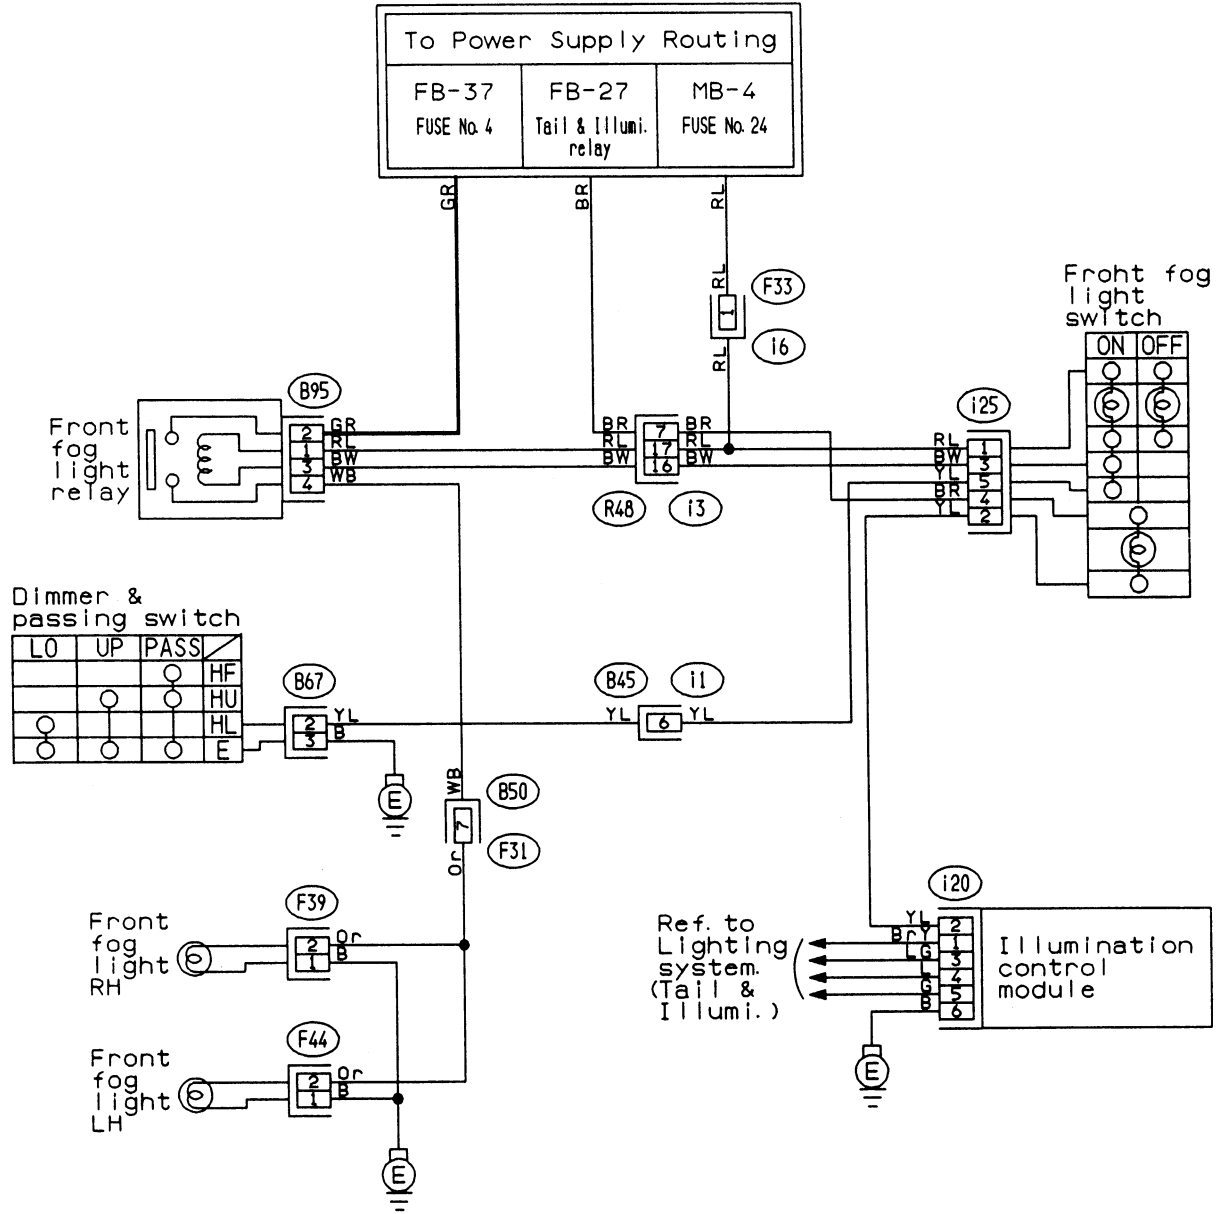 To Power Supply Routing
FB-37
FUSE No. 4
FB-27
Tail & Illumi.
relay
MB-4
FUSE No. 24
GR
BR
RL
RL
1
RL
F33
i6
Froht fog
light
switch
ON OFF
Front
fog
light
relay
B95
2 GR
1 RL
3 BW
4 WB
BR 7 BR
RL 17 RL
BW 16 BW
R48 i3
i25
RL 1
BW 3
YL 5
BR 4
YL 2
Dimmer &
passing switch
LO UP PASS
HF
HU
HL
E
B67
2 YL
3 B
E
B45 i1
YL 6 YL
WB
7
Or
B50
F31
Front
fog
light
RH
F39
2 Or
1 B
Front
fog
light
LH
F44
2 Or
1 B
E
Ref. to
Lighting
system.
(Tail &
Illumi.)
i20
YL 2
BrY 1
LG 3
L 4
G 5
B 6
Illumination
control
module
E